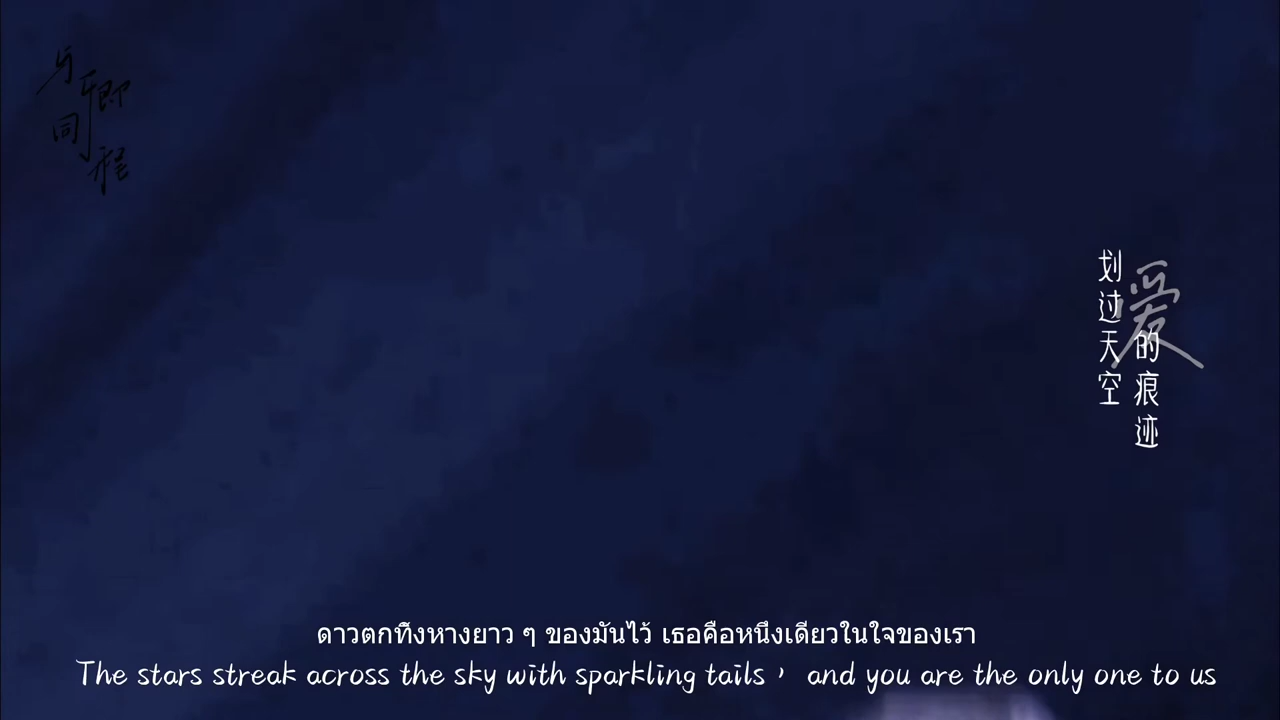 与卿
同程
爱的痕迹
划过天空
ดาวตกทิ้งหางยาว ๆ ของมันไว้ เธอคือหนึ่งเดียวในใจของเรา
The stars streak across the sky with sparkling tails， and you are the only one to us